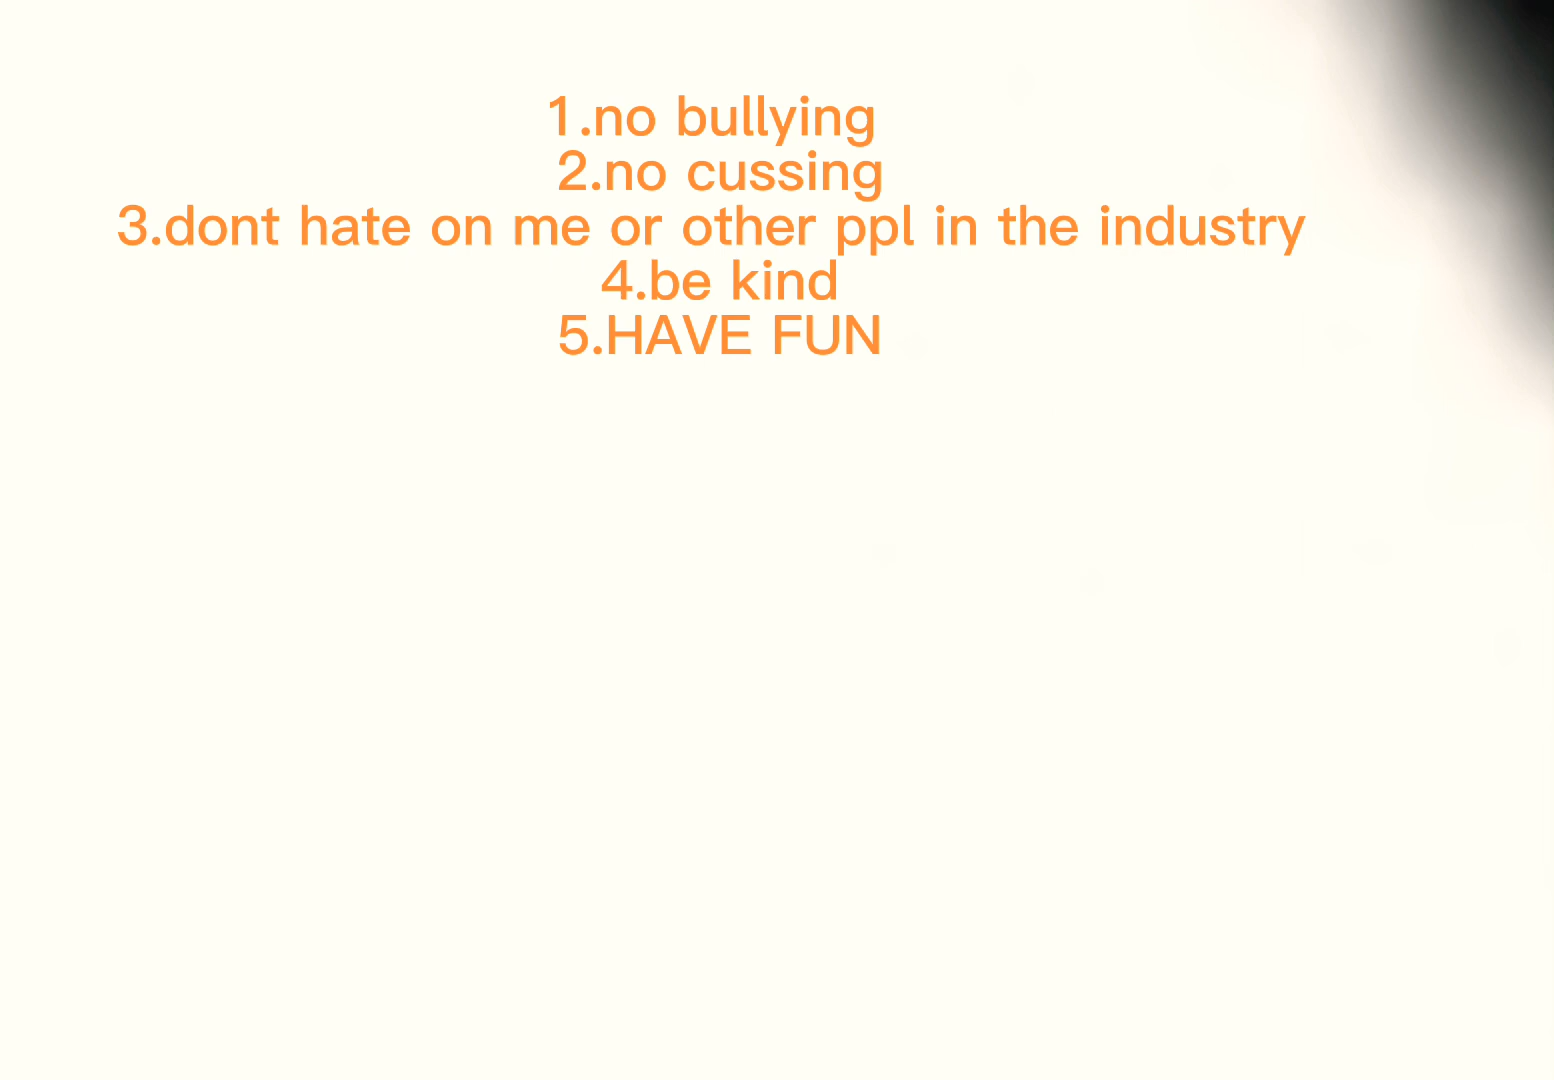 1.no bullying
2.no cussing
3.dont hate on me or other ppl in the industry
4.be kind
5.HAVE FUN